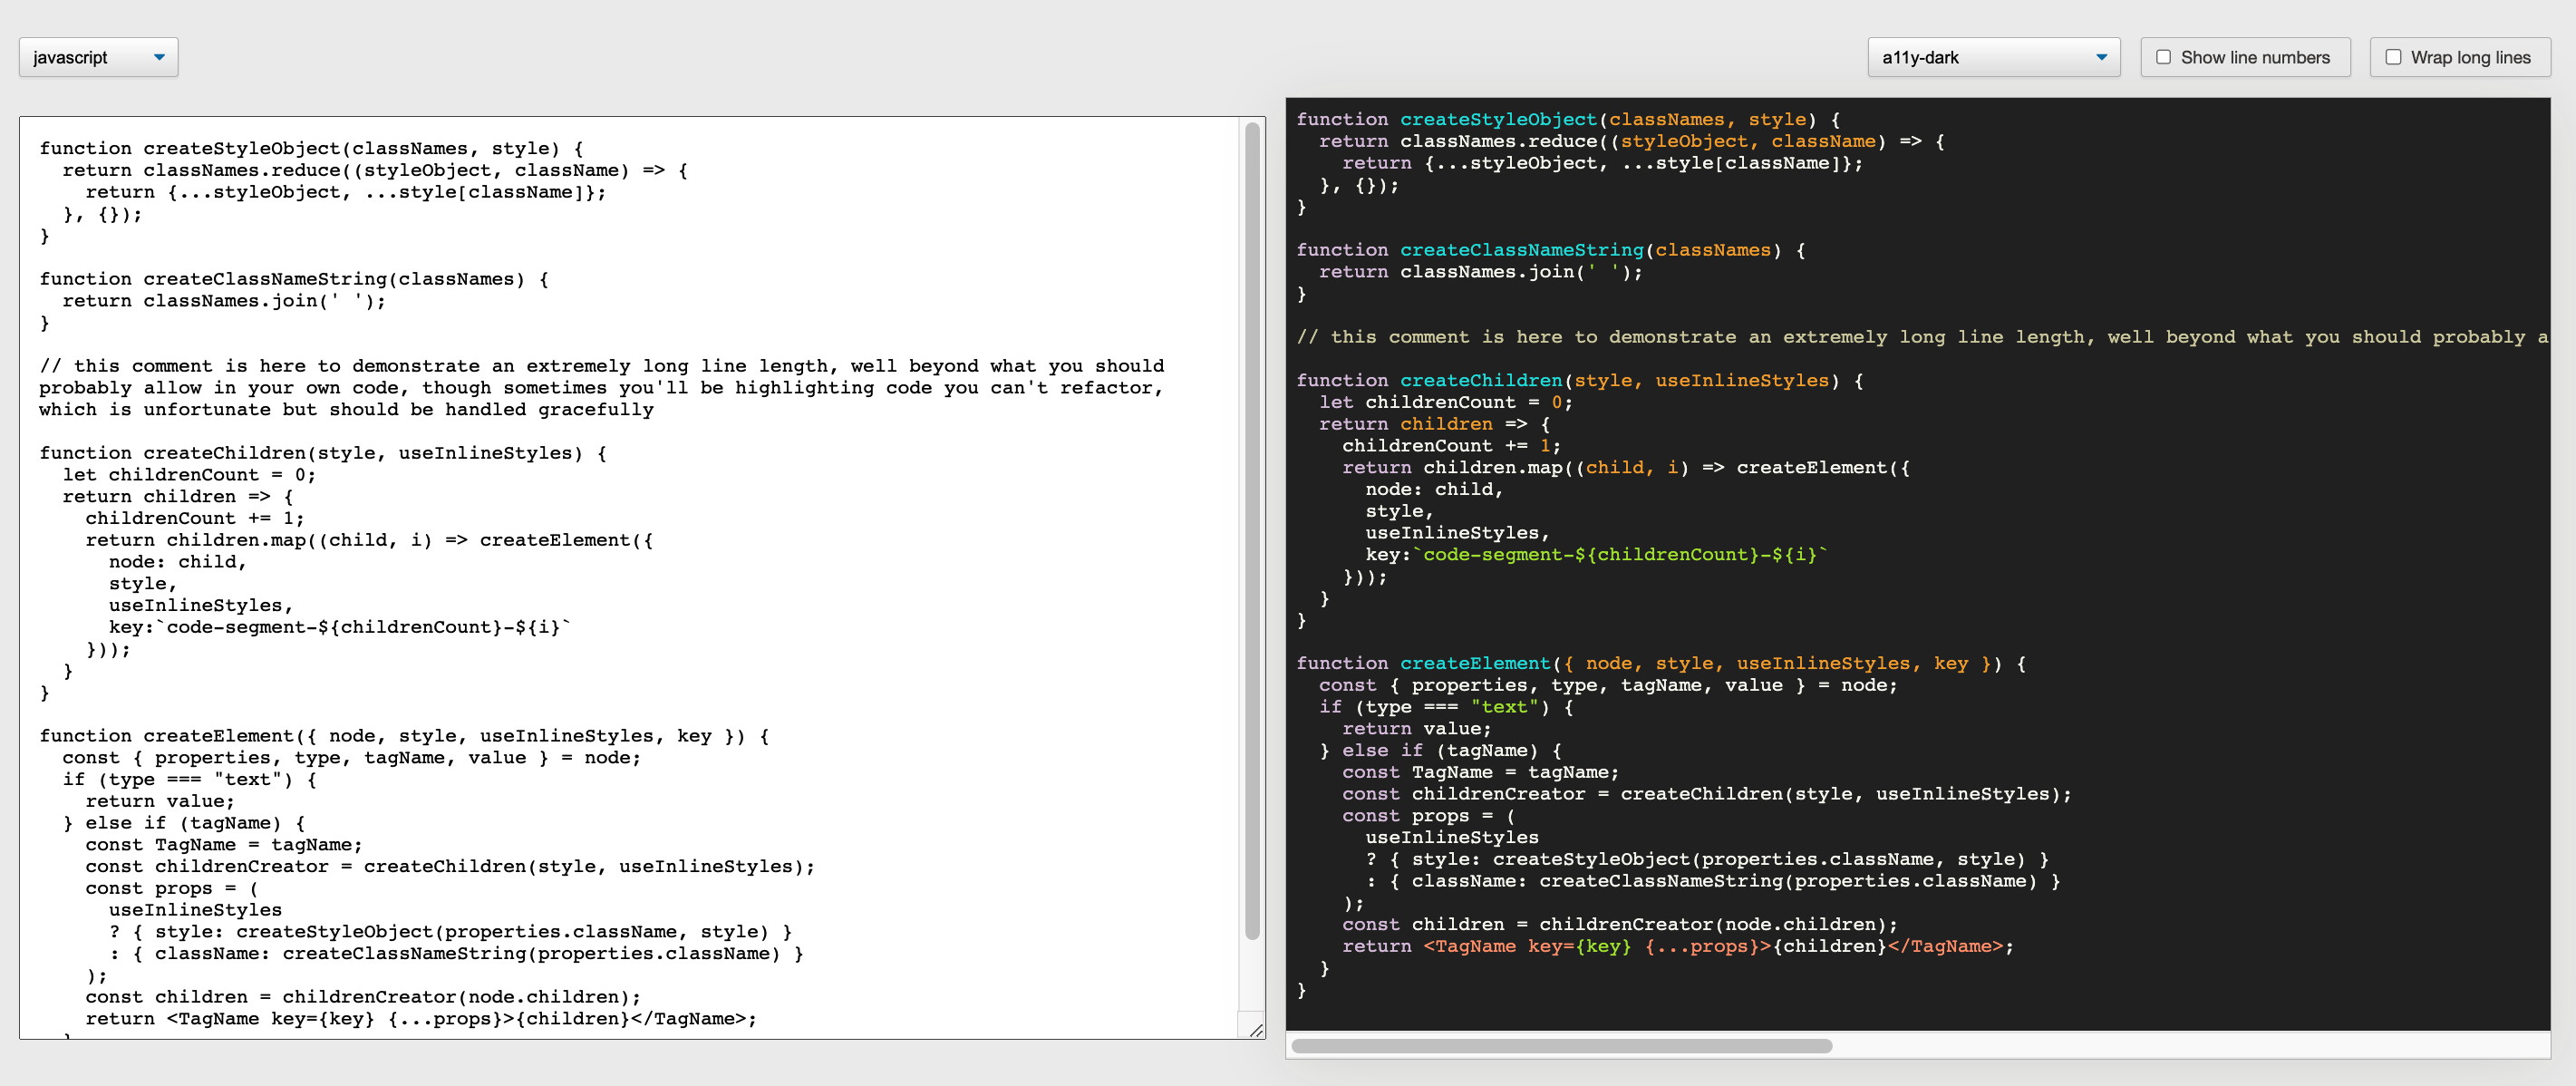 javascript
a11y-dark
Show line numbers
Wrap long lines
function createStyleObject(classNames, style) {
  return classNames.reduce((styleObject, className) => {
    return {...styleObject, ...style[className]};
  }, {});
}

function createClassNameString(classNames) {
  return classNames.join(' ');
}

// this comment is here to demonstrate an extremely long line length, well beyond what you should
probably allow in your own code, though sometimes you'll be highlighting code you can't refactor,
which is unfortunate but should be handled gracefully

function createChildren(style, useInlineStyles) {
  let childrenCount = 0;
  return children => {
    childrenCount += 1;
    return children.map((child, i) => createElement({
      node: child,
      style,
      useInlineStyles,
      key:`code-segment-${childrenCount}-${i}`
    }));
  }
}

function createElement({ node, style, useInlineStyles, key }) {
  const { properties, type, tagName, value } = node;
  if (type === "text") {
    return value;
  } else if (tagName) {
    const TagName = tagName;
    const childrenCreator = createChildren(style, useInlineStyles);
    const props = (
      useInlineStyles
      ? { style: createStyleObject(properties.className, style) }
      : { className: createClassNameString(properties.className) }
    );
    const children = childrenCreator(node.children);
    return <TagName key={key} {...props}>{children}</TagName>;
function createStyleObject(classNames, style) {
  return classNames.reduce((styleObject, className) => {
    return {...styleObject, ...style[className]};
  }, {});
}

function createClassNameString(classNames) {
  return classNames.join(' ');
}

// this comment is here to demonstrate an extremely long line length, well beyond what you should probably a

function createChildren(style, useInlineStyles) {
  let childrenCount = 0;
  return children => {
    childrenCount += 1;
    return children.map((child, i) => createElement({
      node: child,
      style,
      useInlineStyles,
      key:`code-segment-${childrenCount}-${i}`
    }));
  }
}

function createElement({ node, style, useInlineStyles, key }) {
  const { properties, type, tagName, value } = node;
  if (type === "text") {
    return value;
  } else if (tagName) {
    const TagName = tagName;
    const childrenCreator = createChildren(style, useInlineStyles);
    const props = (
      useInlineStyles
      ? { style: createStyleObject(properties.className, style) }
      : { className: createClassNameString(properties.className) }
    );
    const children = childrenCreator(node.children);
    return <TagName key={key} {...props}>{children}</TagName>;
  }
}